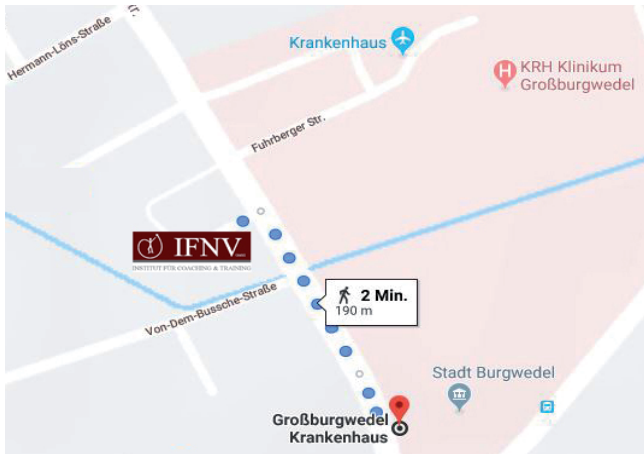 tr.
Hermann-Löns-Straße
Krankenhaus
KRH Klinikum
Großburgwedel
Fuhrberger Str.
IFNV
INSTITUT FÜR COACHING & TRAINING
2 Min.
190 m
Von-Dem-Bussche-Straße
Stadt Burgwedel
Großburgwedel
Krankenhaus